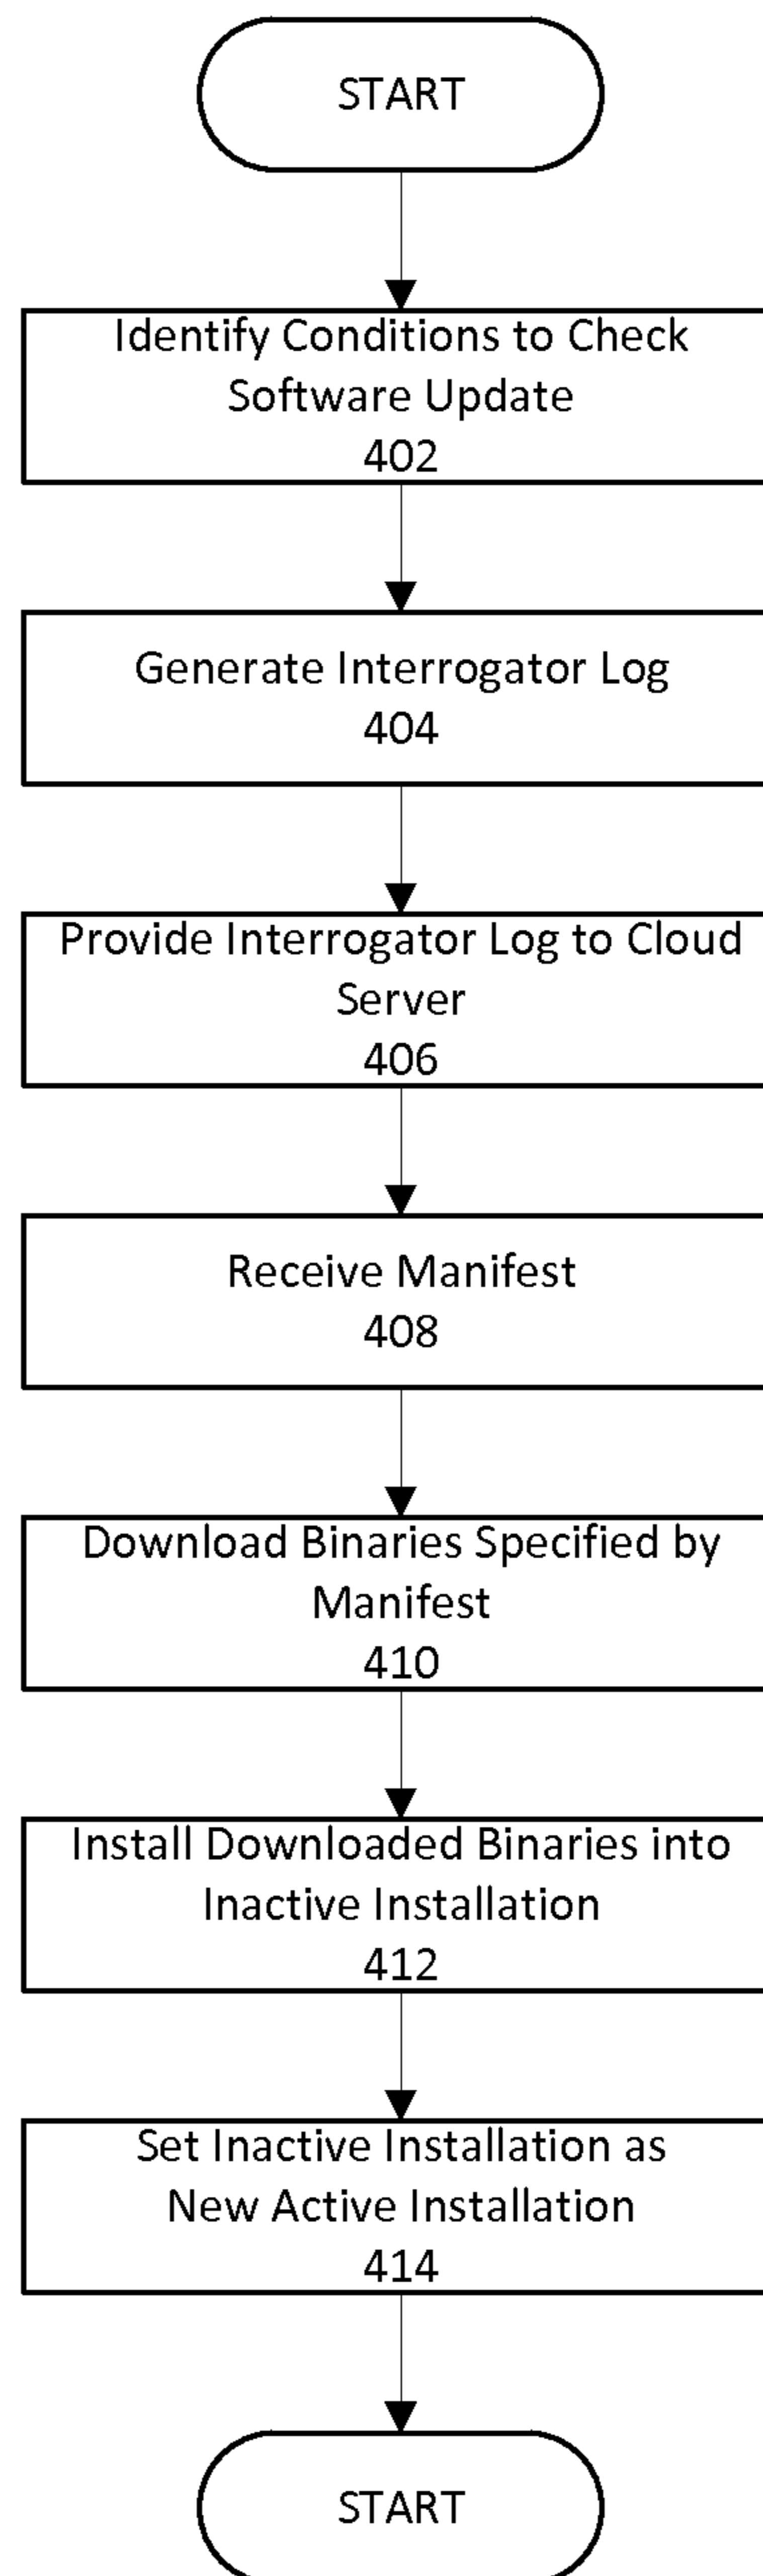 START
Identify Conditions to Check
Software Update
402
Generate Interrogator Log
404
Provide Interrogator Log to Cloud
Server
406
Receive Manifest
408
Download Binaries Specified by
Manifest
410
Install Downloaded Binaries into
Inactive Installation
412
Set Inactive Installation as
New Active Installation
414
START